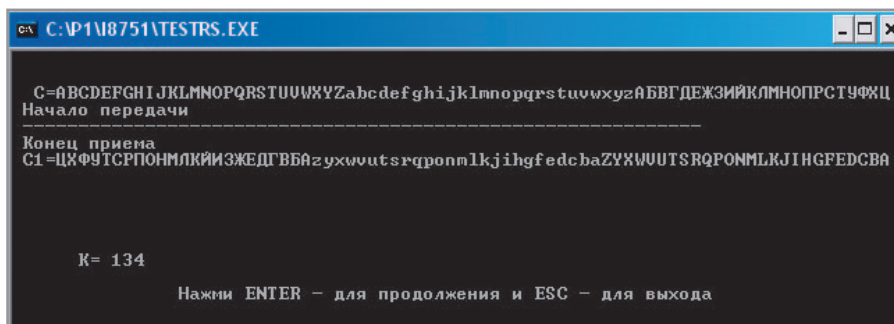 C:\P1\I8751\TESTRS.EXE
C=ABCDEFGHIJKLMNOPQRSTUVWXYZabcdefghijklmnopqrstuvwxyzАБВГДЕЖЗИЙКЛМНОПРСТУФХЦ
Начало передачи
-------------------------------------------------------------
Конец приема
C1=ЦХФУТСРПОНМЛКЙИЗЖЕДГВБАzyxwvutsrqponmlkjihgfedcbaZYXWVUTSRQPONMLKJIHGFEDCBA
K= 134
Нажми ENTER – для продолжения и ESC – для выхода